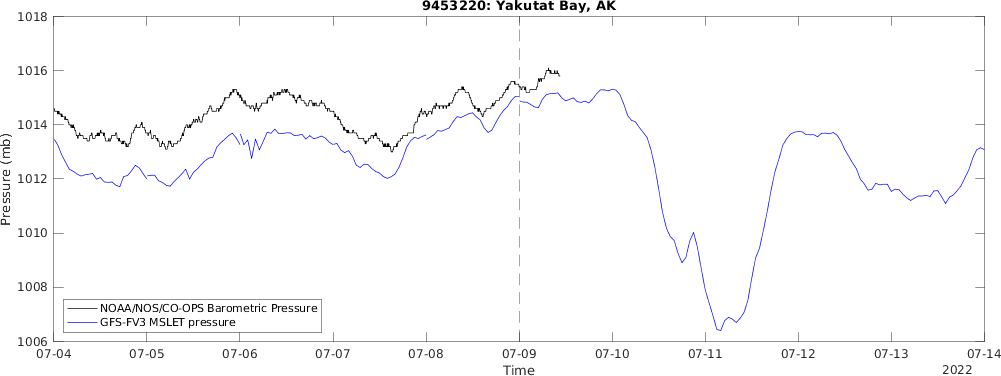 9453220: Yakutat Bay, AK
1018
1016
1014
1012
1010
1008
1006
Pressure (mb)
NOAA/NOS/CO-OPS Barometric Pressure
GFS-FV3 MSLET pressure
07-04 07-05 07-06 07-07 07-08 07-09 07-10 07-11 07-12 07-13 07-14
Time
2022